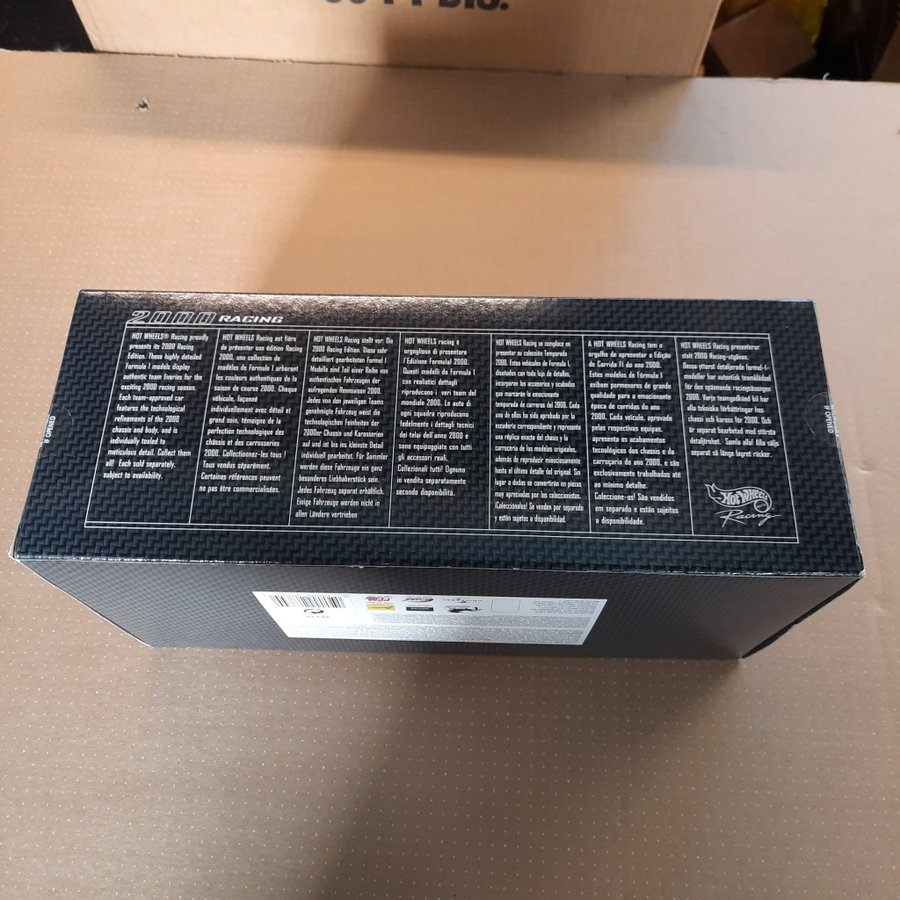 2000 RACING
HOT WHEELS® Racing proudly
presents its 2000 Racing
Edition. These highly detailed
Formula 1 models display
authentic team liveries for the
exciting 2000 racing season.
Each team-approved car
features the technological
refinements of the 2000
chassis and body, and is
individually tooled to
meticulous detail. Collect them
all! Each sold separately,
subject to availability.
HOT WHEELS Racing est fière
de présenter son édition Racing
2000, une collection de
modèles de Formula 1 arborant
les couleurs authentiques de la
saison de course 2000. Chaque
véhicule, façonné
individuellement avec détail et
grand soin, témoigne de la
perfection technologique des
châssis et des carrosseries
2000. Collectionnez-les tous !
Tous vendus séparément.
Certaines références peuvent
ne pas être commercialisées.
HOT WHEELS Racing stellt vor: Die
2000 Racing Edition. Diese sehr
detailliert gearbeiteten Formel 1
Modelle sind Teil einer Reihe von
authentischen Fahrzeugen der
aufregenden Rennsaison 2000.
Jedes von den jeweiligen Teams
genehmigte weist die
technologischen Feinheiten der
2000er Chassis und Karosserien
auf und ist bis ins kleinste Detail
individuell gearbeitet. Für Sammler
werden diese Fahrzeuge ein ganz
besonderes Liebhaberstück sein.
Jedes Fahrzeug separat erhältlich.
Einige Fahrzeuge werden nicht in
allen Ländern vertrieben
HOT WHEELS racing è
orgogliosa di presentare
l'Edizione Formula1 2000.
Questi modelli da Formula 1
con realistici dettagli
riproducono i veri team del
mondiale 2000. Le auto di
ogni squadra riproducono
fedelmente i dettagli tecnici
dei telai dell'anno 2000 e
sono equipaggiate con tutti
gli accessori reali.
Collezionali tutti! Ognuno
in vendita separatamente
secondo disponibilità.
HOT WHEELS Racing se complace en
presentar su colección Temporada
2000. Estos vehículos de Formula 1,
diseñados con todo lujo de detalles,
incorporan los accesorios y acabados
que marcarán la emocionante
temporada de carreras del 2000. Cada
uno de ellos ha sido aprobado por la
escudería correspondiente y representa
una réplica exacta del chasis y la
carrocería de los modelos originales,
además de reproducir minuciosamente
hasta el último detalle del original. Sin
lugar a dudas se convertirán en piezas
muy apreciadas por los coleccionistas.
¡Colecciónalos! Se venden por separado
y están sujetos a disponibilidad.
A HOT WHEELS Racing tem o
orgulho de apresentar a Edição
de Corrida F1 do ano 2000.
Estes modelos de Fórmula 1
exibem pormenores de grande
qualidade para a emocionante
época de corridas do ano
2000. Cada veículo, aprovado
pelas respectivas equipes,
apresenta os acabamentos
tecnológicos dos chassis e da
carroçaria do ano 2000, e são
exclusivamente trabalhados até
ao mínimo detalhe.
Coleccione-os! São vendidos
em separado e estão sujeitos
a disponibilidade.
HOT WHEELS Racing presenterar
stolt 2000 Racing-utgåvan.
Dessa ytterst detaljerade formel-1-
modeller har autentisk teamklädsel
för den spännande racingsäsongen
2000. Varje teamgodkänd bil har
alla tekniska förbättringar hos
chassi och kaross för 2000. Och
är separat bearbetad med största
detaljtrohet. Samla alla! Alla säljs
separat så länge lagret räcker.
Hot Wheels
Racing